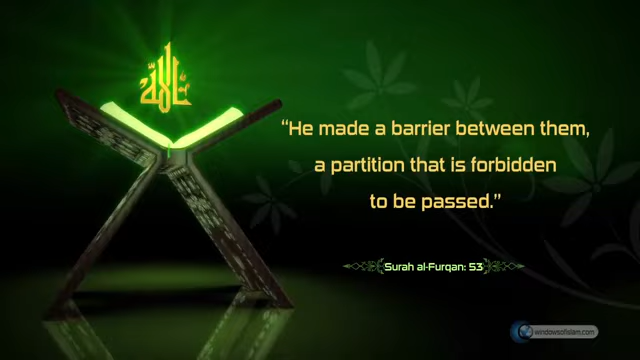 الله
“He made a barrier between them,
a partition that is forbidden
to be passed.”
Surah al-Furqan: 53
windowsofislam.com